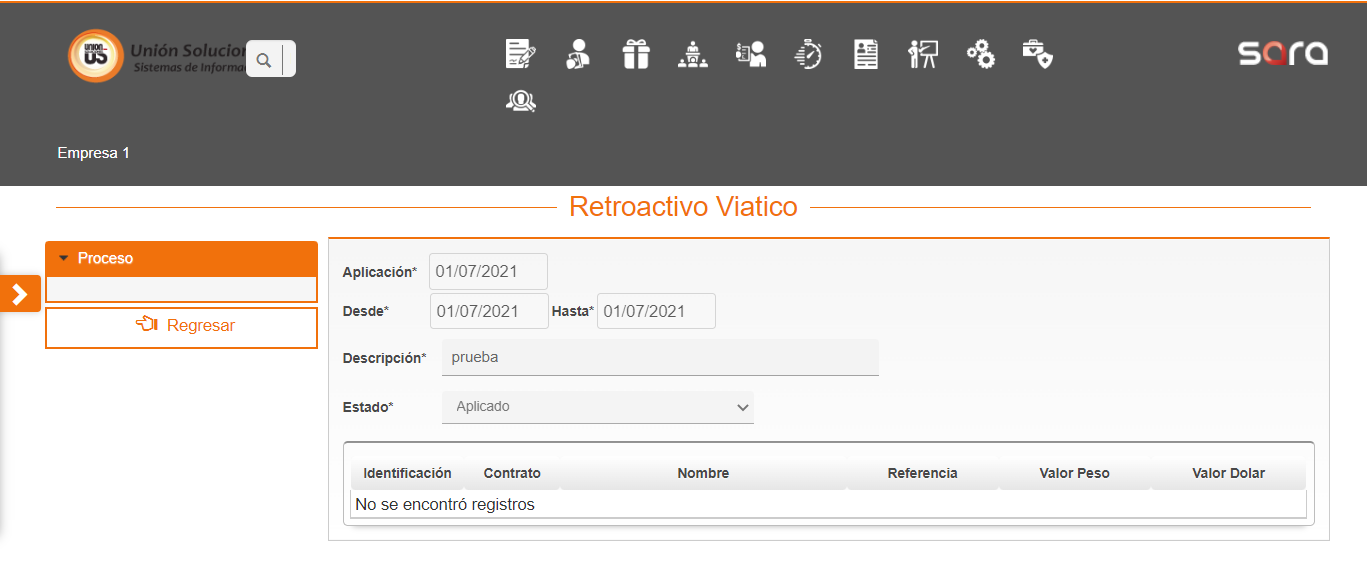 UNION
SOLUCIONES
US
Unión Solucion
Sistemas de Informa
sara
Empresa 1
Retroactivo Viatico
Proceso
Regresar
Aplicación* 01/07/2021
Desde* 01/07/2021 Hasta* 01/07/2021
Descripción* prueba
Estado* Aplicado
Identificación Contrato Nombre Referencia Valor Peso Valor Dolar
No se encontró registros